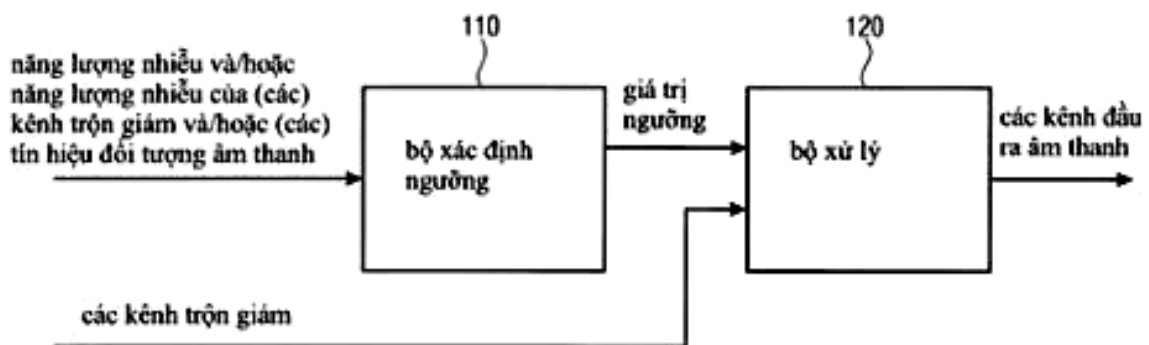 110
120
năng lượng nhiễu và/hoặc
năng lượng nhiễu của (các)
kênh trộn giảm và/hoặc (các)
tín hiệu đối tượng âm thanh
bộ xác định
ngưỡng
giá trị
ngưỡng
bộ xử lý
các kênh đầu
ra âm thanh
các kênh trộn giảm